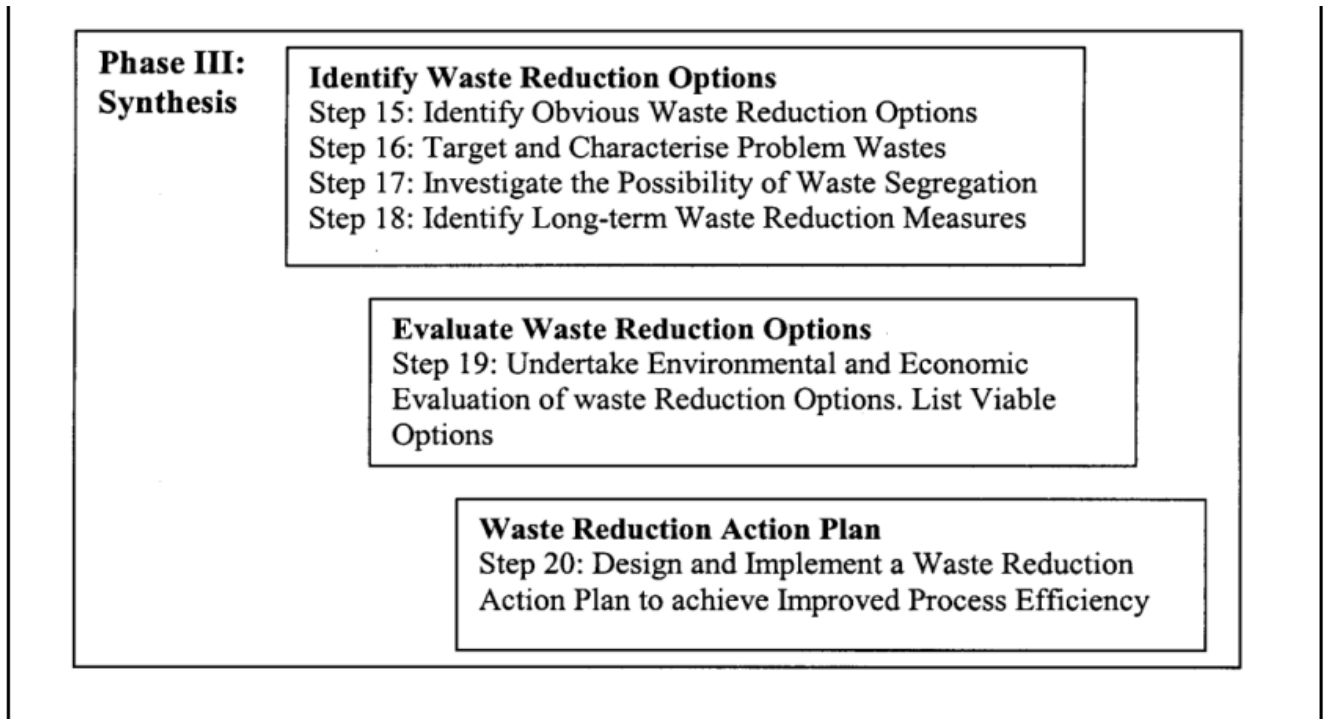 Phase III:
Synthesis
Identify Waste Reduction Options
Step 15: Identify Obvious Waste Reduction Options
Step 16: Target and Characterise Problem Wastes
Step 17: Investigate the Possibility of Waste Segregation
Step 18: Identify Long-term Waste Reduction Measures
Evaluate Waste Reduction Options
Step 19: Undertake Environmental and Economic
Evaluation of waste Reduction Options. List Viable
Options
Waste Reduction Action Plan
Step 20: Design and Implement a Waste Reduction
Action Plan to achieve Improved Process Efficiency